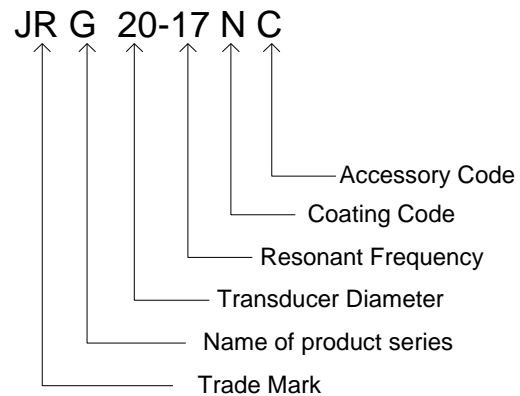 JR G 20-17 N C
Accessory Code
Coating Code
Resonant Frequency
Transducer Diameter
Name of product series
Trade Mark